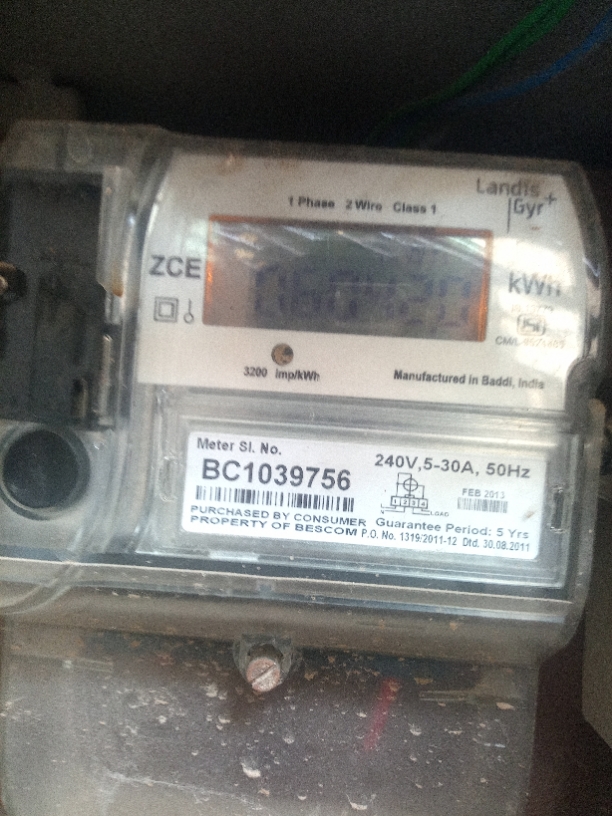 Landis
Gyr+
1 Phase 2 Wire Class 1
ZCE
kWh
3200 imp/kWh
Manufactured in Baddi, India
Meter Sl. No.
BC1039756
240V,5-30A, 50Hz
FEB 2013
LOAD
PURCHASED BY CONSUMER
PROPERTY OF BESCOM
Guarantee Period: 5 Yrs
P.O. No. 1319/2011-12 Dtd. 30.08.2011